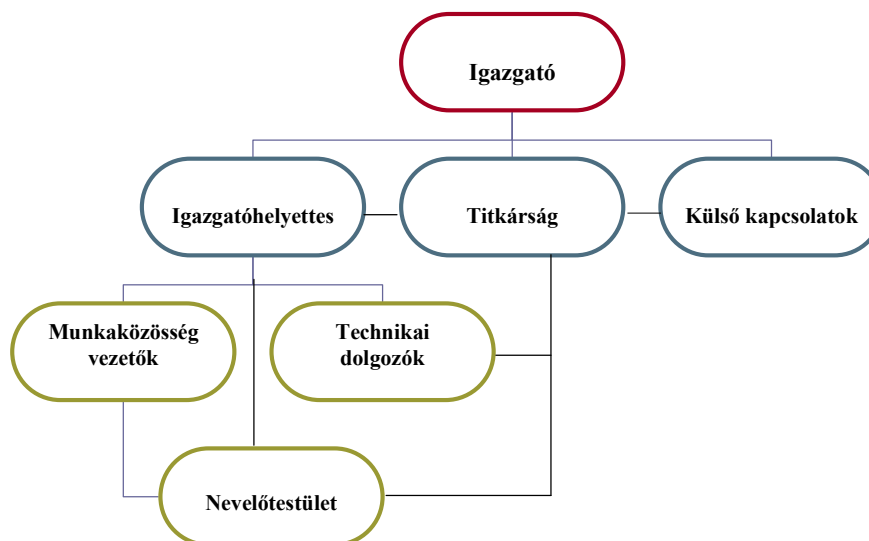 Igazgató
Igazgatóhelyettes
Titkárság
Külső kapcsolatok
Munkaközösség
vezetők
Technikai
dolgozók
Nevelőtestület